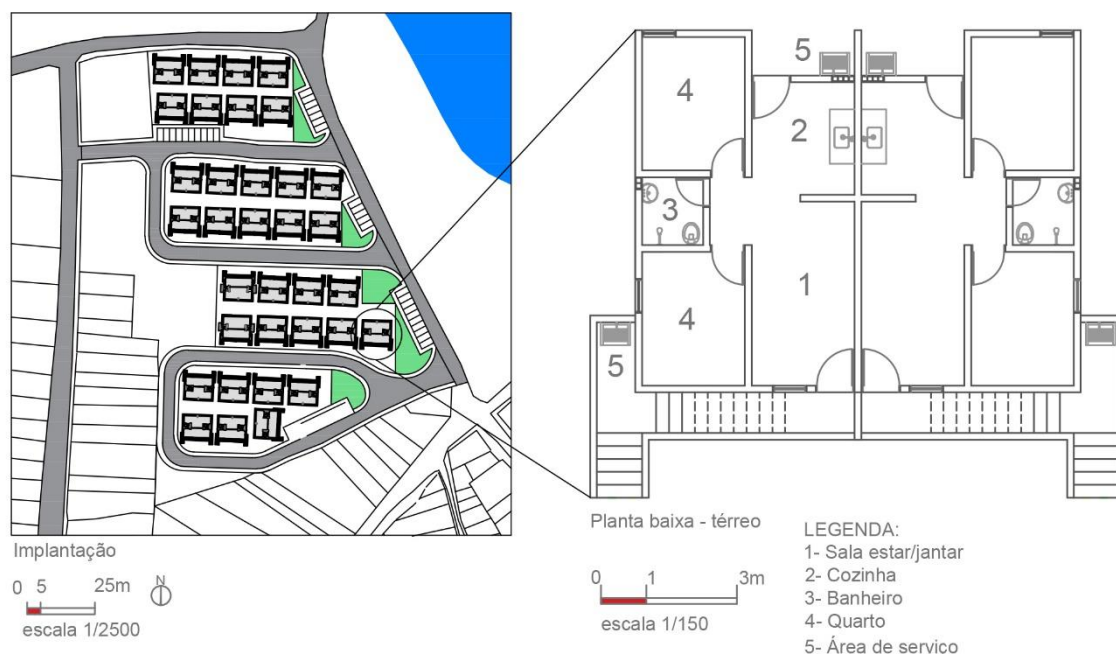 5
4
2
3
1
4
5
Implantação
0 5 25m
N
escala 1/2500
Planta baixa - térreo
0 1 3m
escala 1/150
LEGENDA:
1- Sala estar/jantar
2- Cozinha
3- Banheiro
4- Quarto
5- Área de servico